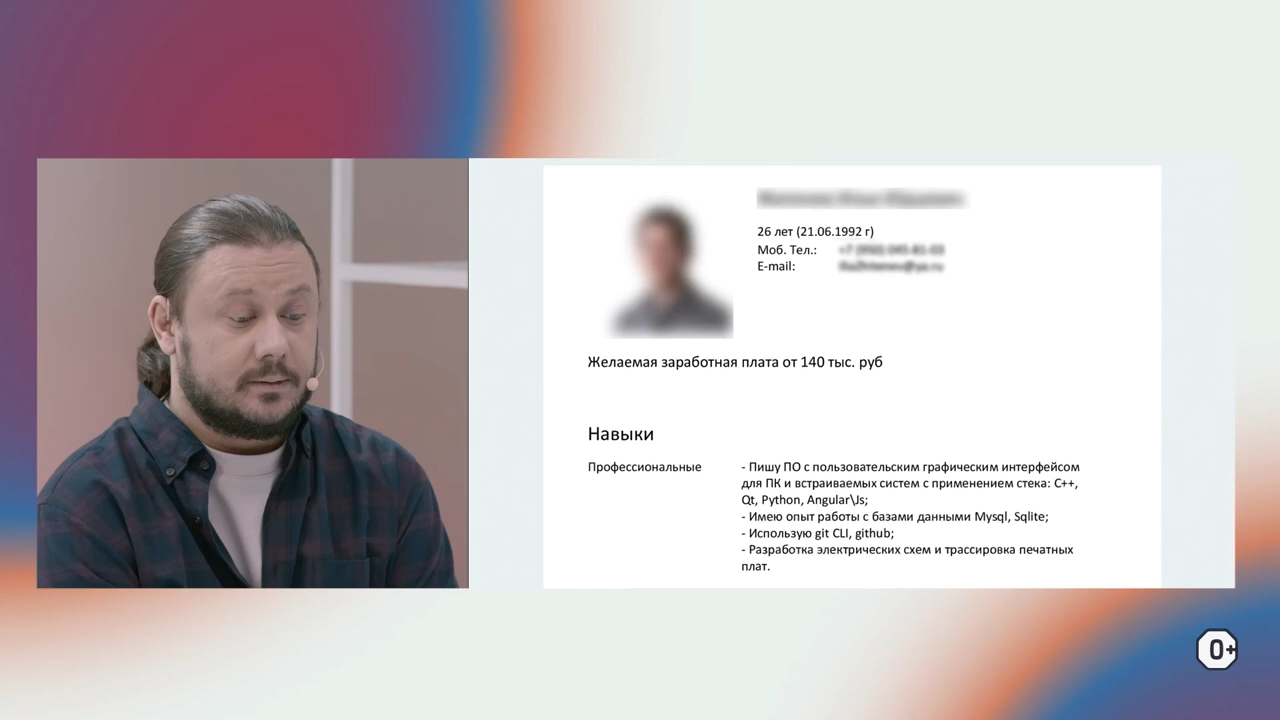 26 лет (21.06.1992 г)
Моб. Тел.:
E-mail:
Желаемая заработная плата от 140 тыс. руб
Навыки
Профессиональные
- Пишу ПО с пользовательским графическим интерфейсом
для ПК и встраиваемых систем с применением стека: C++,
Qt, Python, Angular\Js;
- Имею опыт работы с базами данными Mysql, Sqlite;
- Использую git CLI, github;
- Разработка электрических схем и трассировка печатных
плат.
0+